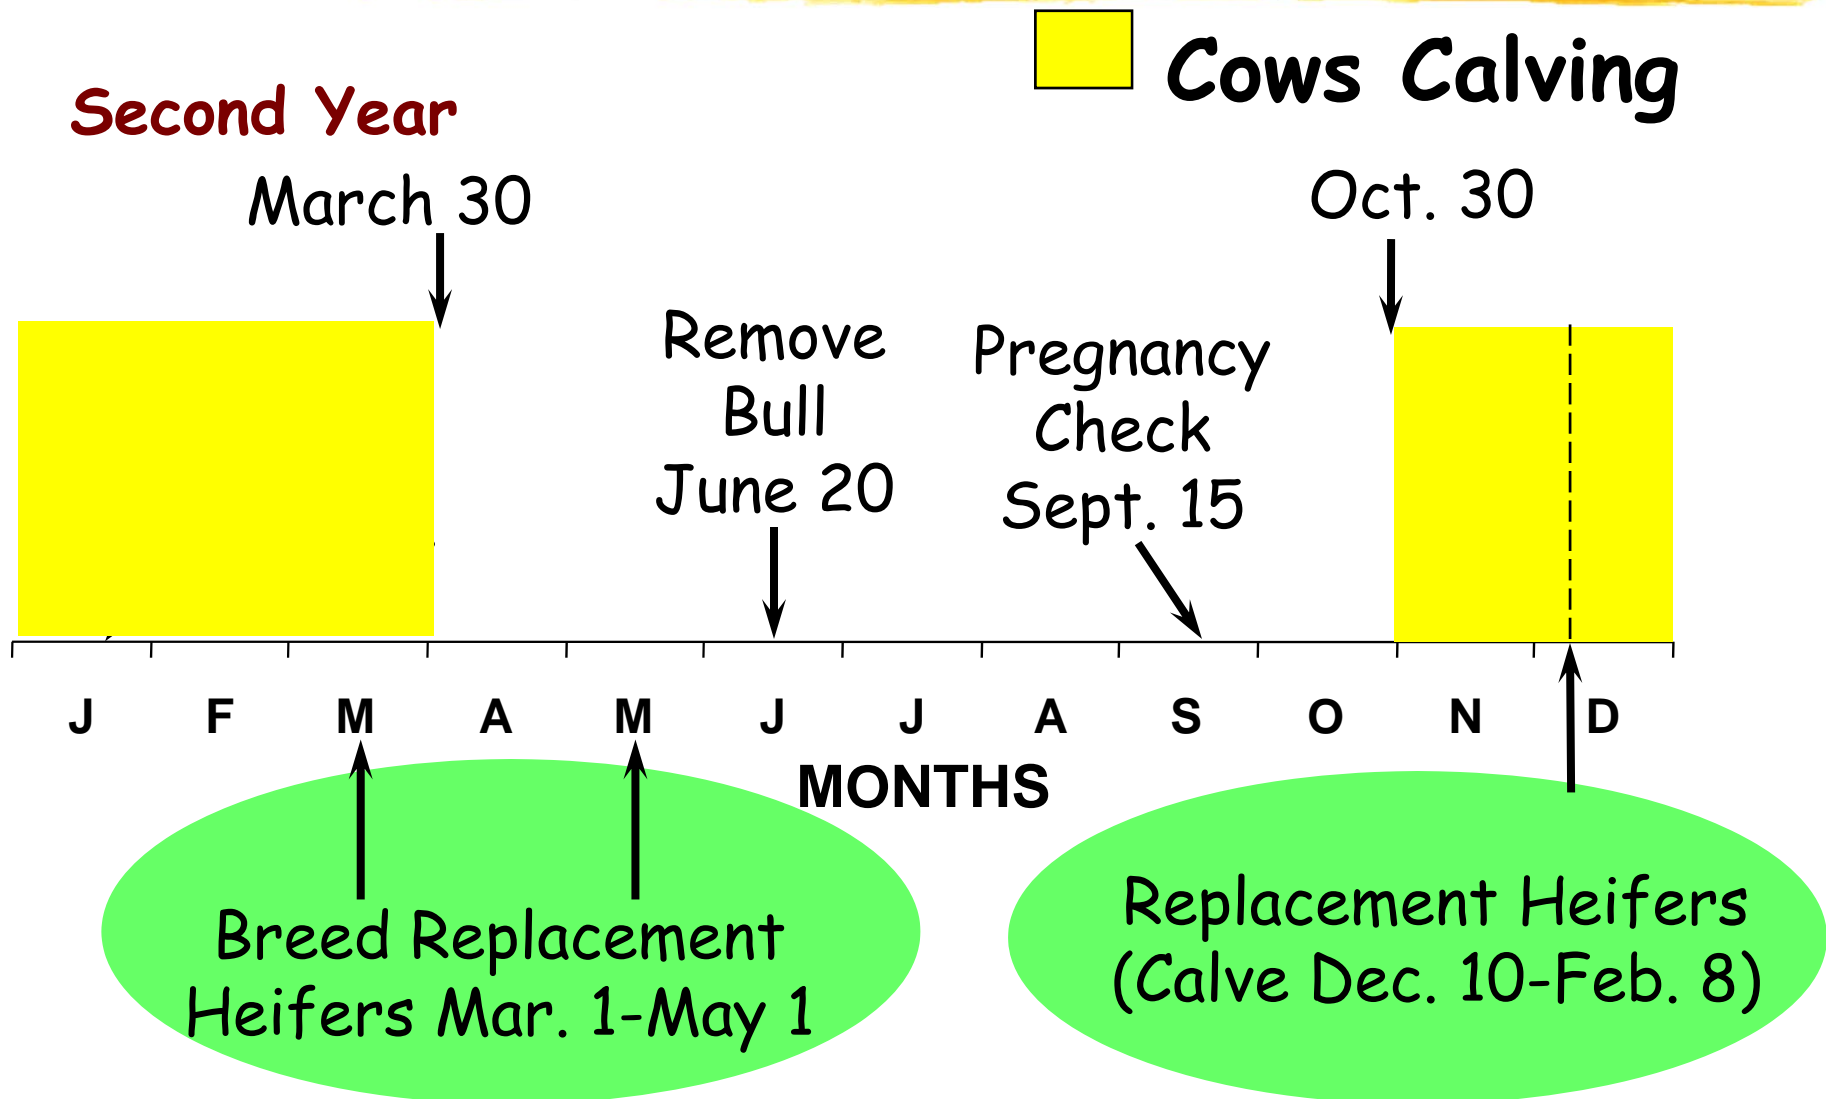 Cows Calving
Second Year
March 30
Oct. 30
Remove
Bull
June 20
Pregnancy
Check
Sept. 15
J F M A M J J A S O N D
MONTHS
Breed Replacement
Heifers Mar. 1-May 1
Replacement Heifers
(Calve Dec. 10-Feb. 8)